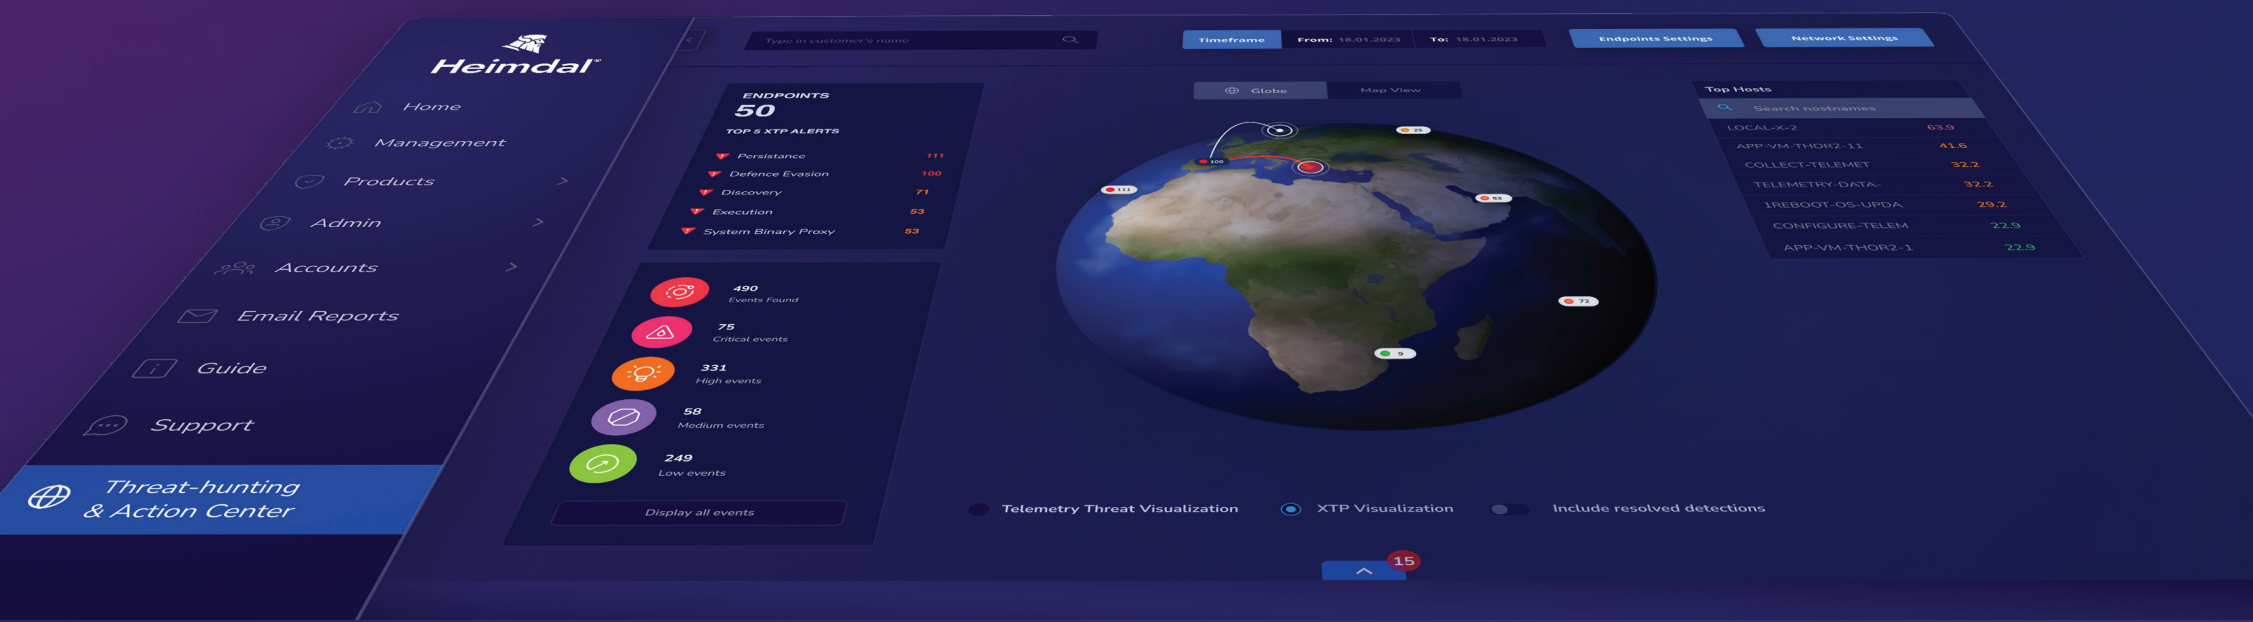 Heimdal®
Home
Management
Products
Admin
Accounts
Email Reports
Guide
Support
Threat-hunting
& Action Center
Type in customer's name
Timeframe
From: 18.01.2023
To: 18.01.2023
Endpoints Settings
Network Settings
ENDPOINTS
50
TOP 5 XTP ALERTS
Persistance 111
Defence Evasion 100
Discovery 71
Execution 53
System Binary Proxy 53
490
Events Found
75
Critical events
331
High events
58
Medium events
249
Low events
Display all events
Globe
Map View
25
100
111
53
72
9
Telemetry Threat Visualization
XTP Visualization
Include resolved detections
15
Top Hosts
Search hostnames
LOCAL-X-2 63.9
APP-VM-THOR2-11 41.6
COLLECT-TELEMET 32.2
TELEMETRY-DATA- 32.2
1REBOOT-OS-UPDA 29.2
CONFIGURE-TELEM 22.9
APP-VM-THOR2-1 22.9